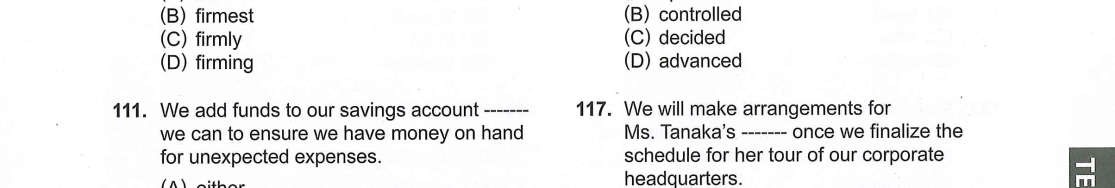 (B) firmest
(C) firmly
(D) firming
111. We add funds to our savings account -------
we can to ensure we have money on hand
for unexpected expenses.
(A) either
(B) controlled
(C) decided
(D) advanced
117. We will make arrangements for
Ms. Tanaka's ------- once we finalize the
schedule for her tour of our corporate
headquarters.
TE